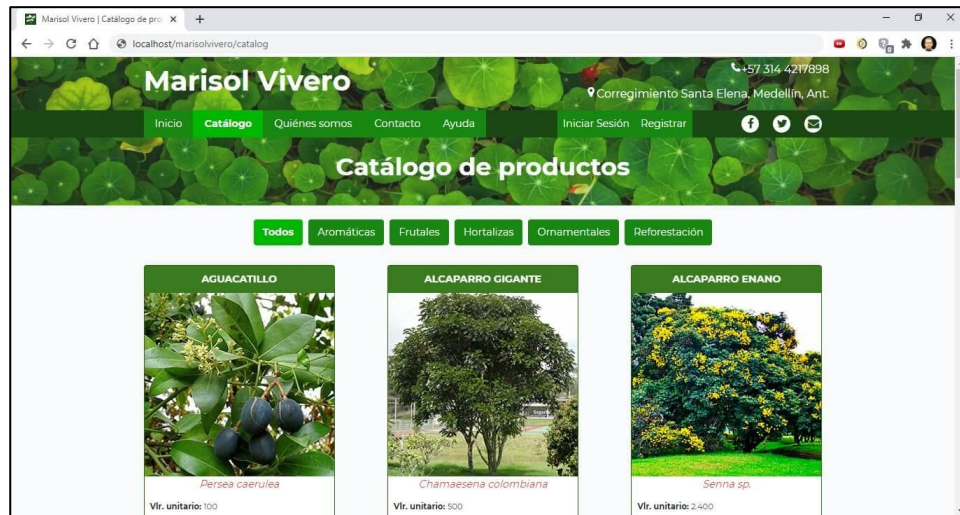 Marisol Vivero | Catálogo de pro
localhost/marisolvivero/catalog
Marisol Vivero
+57 314 4217898
Corregimiento Santa Elena, Medellín, Ant.
Inicio Catálogo Quiénes somos Contacto Ayuda Iniciar Sesión Registrar
Catálogo de productos
Todos Aromáticas Frutales Hortalizas Ornamentales Reforestación
AGUACATILLO ALCAPARRO GIGANTE ALCAPARRO ENANO
Persea caerulea Chamaesena colombiana Senna sp.
Vlr. unitario: 100 Vlr. unitario: 500 Vlr. unitario: 2.400